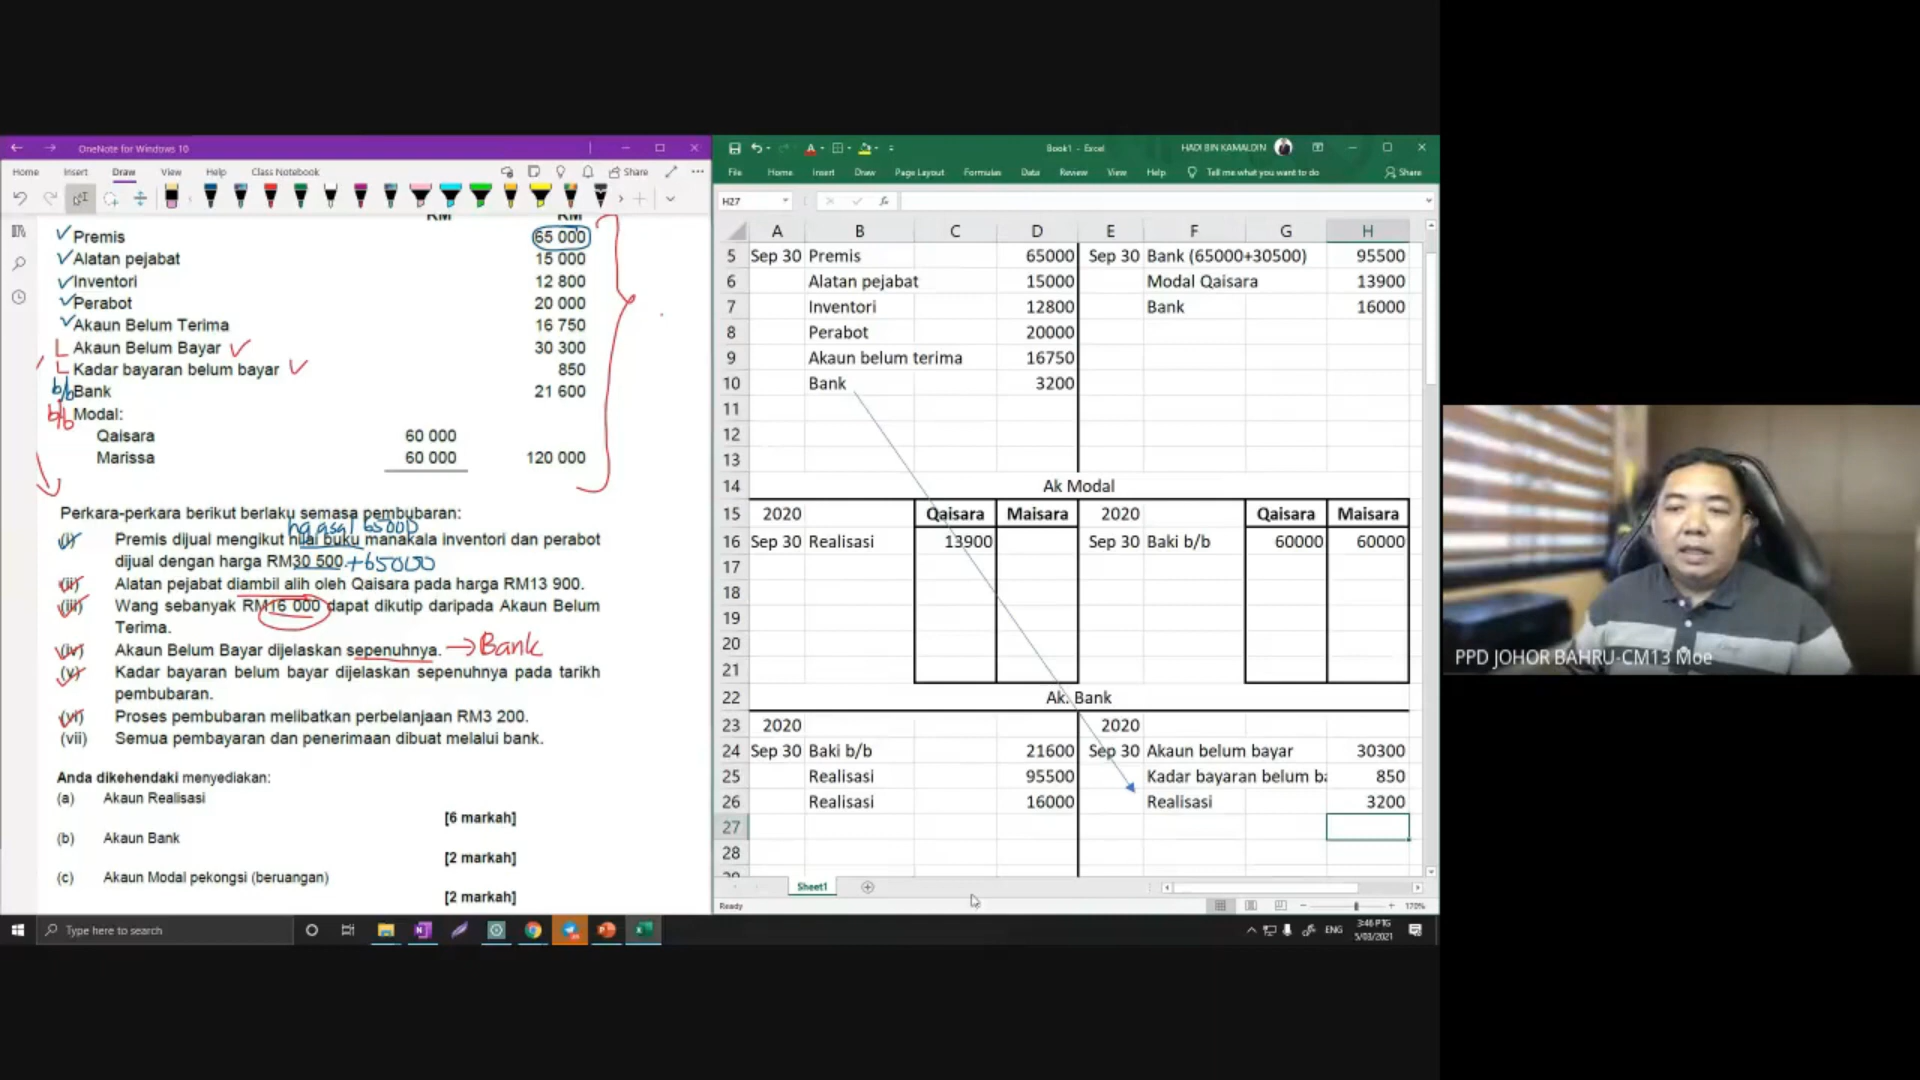 OneNote for Windows 10
Home Insert Draw View Help Class Notebook Share
RM RM
Premis 65 000
Alatan pejabat 15 000
Inventori 12 800
Perabot 20 000
Akaun Belum Terima 16 750
L Akaun Belum Bayar 30 300
L Kadar bayaran belum bayar 850
b/b Bank 21 600
b/b Modal:
Qaisara 60 000
Marissa 60 000 120 000
Perkara-perkara berikut berlaku semasa pembubaran:
hg asal 65000
(i) Premis dijual mengikut nilai buku manakala inventori dan perabot
dijual dengan harga RM30 500. +65000
(ii) Alatan pejabat diambil alih oleh Qaisara pada harga RM13 900.
(iii) Wang sebanyak RM16 000 dapat dikutip daripada Akaun Belum
Terima.
(iv) Akaun Belum Bayar dijelaskan sepenuhnya. → Bank
(v) Kadar bayaran belum bayar dijelaskan sepenuhnya pada tarikh
pembubaran.
(vi) Proses pembubaran melibatkan perbelanjaan RM3 200.
(vii) Semua pembayaran dan penerimaan dibuat melalui bank.
Anda dikehendaki menyediakan:
(a) Akaun Realisasi
[6 markah]
(b) Akaun Bank
[2 markah]
(c) Akaun Modal pekongsi (beruangan)
[2 markah]
Book1 - Excel HADI BIN KAMALDIN
File Home Insert Draw Page Layout Formulas Data Review View Help Tell me what you want to do Share
H27 fx
A B C D E F G H
5 Sep 30 Premis 65000 Sep 30 Bank (65000+30500) 95500
6 Alatan pejabat 15000 Modal Qaisara 13900
7 Inventori 12800 Bank 16000
8 Perabot 20000
9 Akaun belum terima 16750
10 Bank 3200
11
12
13
14 Ak Modal
15 2020 Qaisara Maisara 2020 Qaisara Maisara
16 Sep 30 Realisasi 13900 Sep 30 Baki b/b 60000 60000
17
18
19
20
21
22 Ak. Bank
23 2020 2020
24 Sep 30 Baki b/b 21600 Sep 30 Akaun belum bayar 30300
25 Realisasi 95500 Kadar bayaran belum ba 850
26 Realisasi 16000 Realisasi 3200
27
28
Sheet1
Ready 170%
Type here to search
ENG 3:46 PTG
5/03/2021
PPD JOHOR BAHRU-CM13 Moe